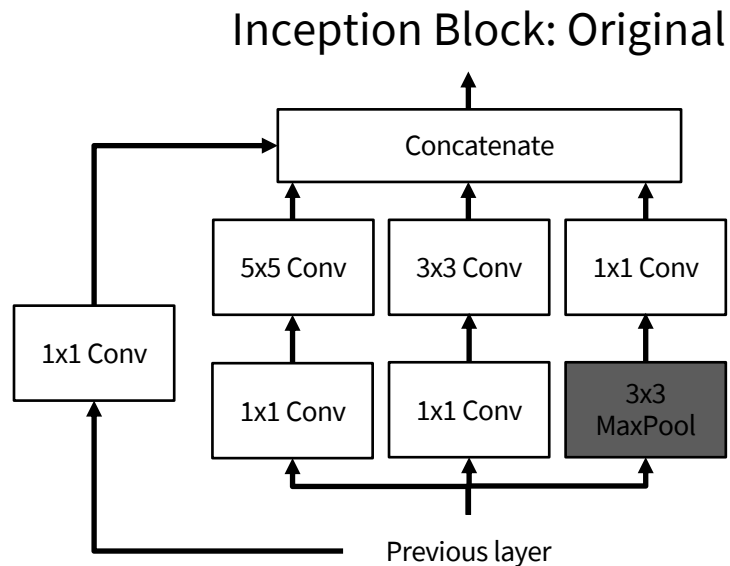 Inception Block: Original
Concatenate
5x5 Conv
3x3 Conv
1x1 Conv
1x1 Conv
1x1 Conv
1x1 Conv
3x3
MaxPool
Previous layer